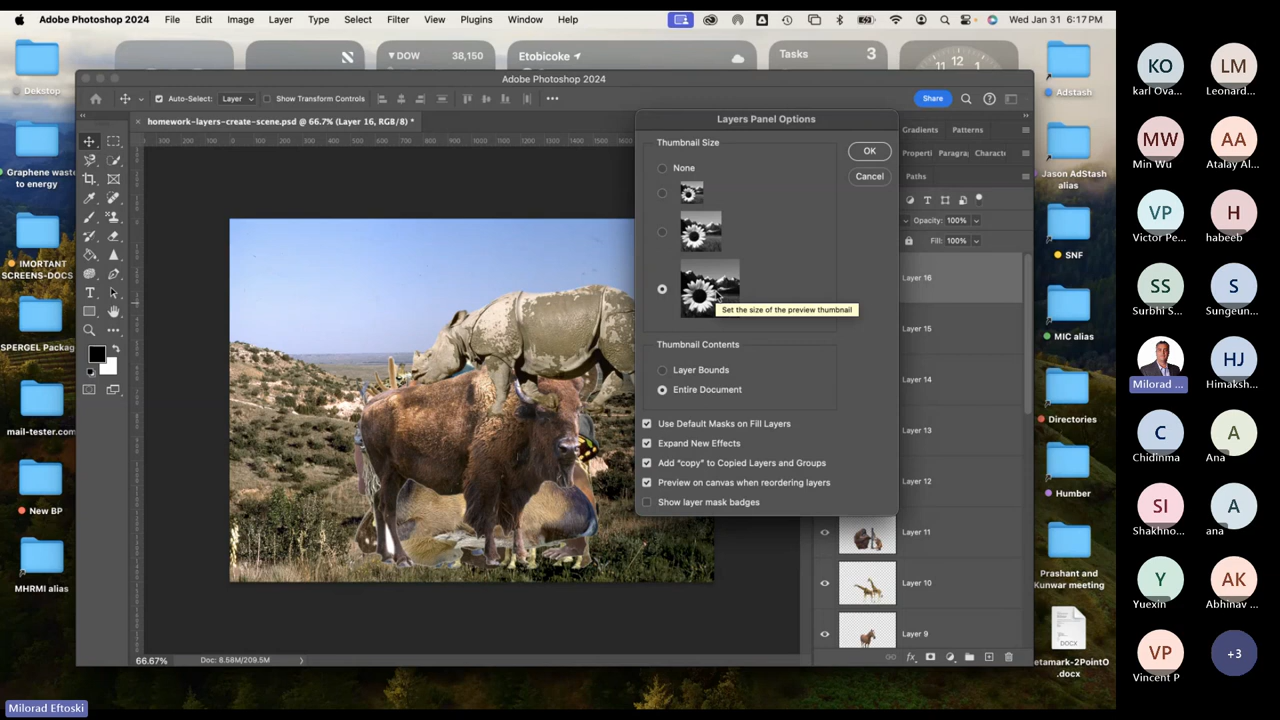 Adobe Photoshop 2024 File Edit Image Layer Type Select Filter View Plugins Window Help Wed Jan 31 6:17 PM
▼DOW 38,150
Etobicoke
Tasks 3
11 12 1
Adobe Photoshop 2024
Auto-Select: Layer Show Transform Controls
Share
homework-layers-create-scene.psd @ 66.7% (Layer 16, RGB/8) *
Dekstop
Graphene waste
to energy
IMORTANT
SCREENS-DOCS
SPERGEL Packag
mail-tester.com
New BP
MHRMI alias
Layers Panel Options
Thumbnail Size
None
OK
Cancel
Set the size of the preview thumbnail
Thumbnail Contents
Layer Bounds
Entire Document
Use Default Masks on Fill Layers
Expand New Effects
Add "copy" to Copied Layers and Groups
Preview on canvas when reordering layers
Show layer mask badges
Gradients Patterns
Properti Paragra Charact
Paths
Opacity: 100%
Fill: 100%
Layer 16
Layer 15
Layer 14
Layer 13
Layer 12
Layer 11
Layer 10
Layer 9
66.67% Doc: 8.58M/209.5M
Adstash
Jason AdStash
alias
SNF
MIC alias
Directories
Humber
Prashant and
Kunwar meeting
DOCX
etamark-2PointO
.docx
KO
karl Ova...
LM
Leonard...
MW
Min Wu
AA
Atalay Al...
VP
Victor Pe...
H
habeeb
SS
Surbhi S...
S
Sungeun...
Milorad ...
HJ
Himaksh...
C
Chidinma
A
Ana
SI
Shakhno...
A
ana
Y
Yuexin
AK
Abhinav ...
VP
Vincent P
+3
Milorad Eftoski